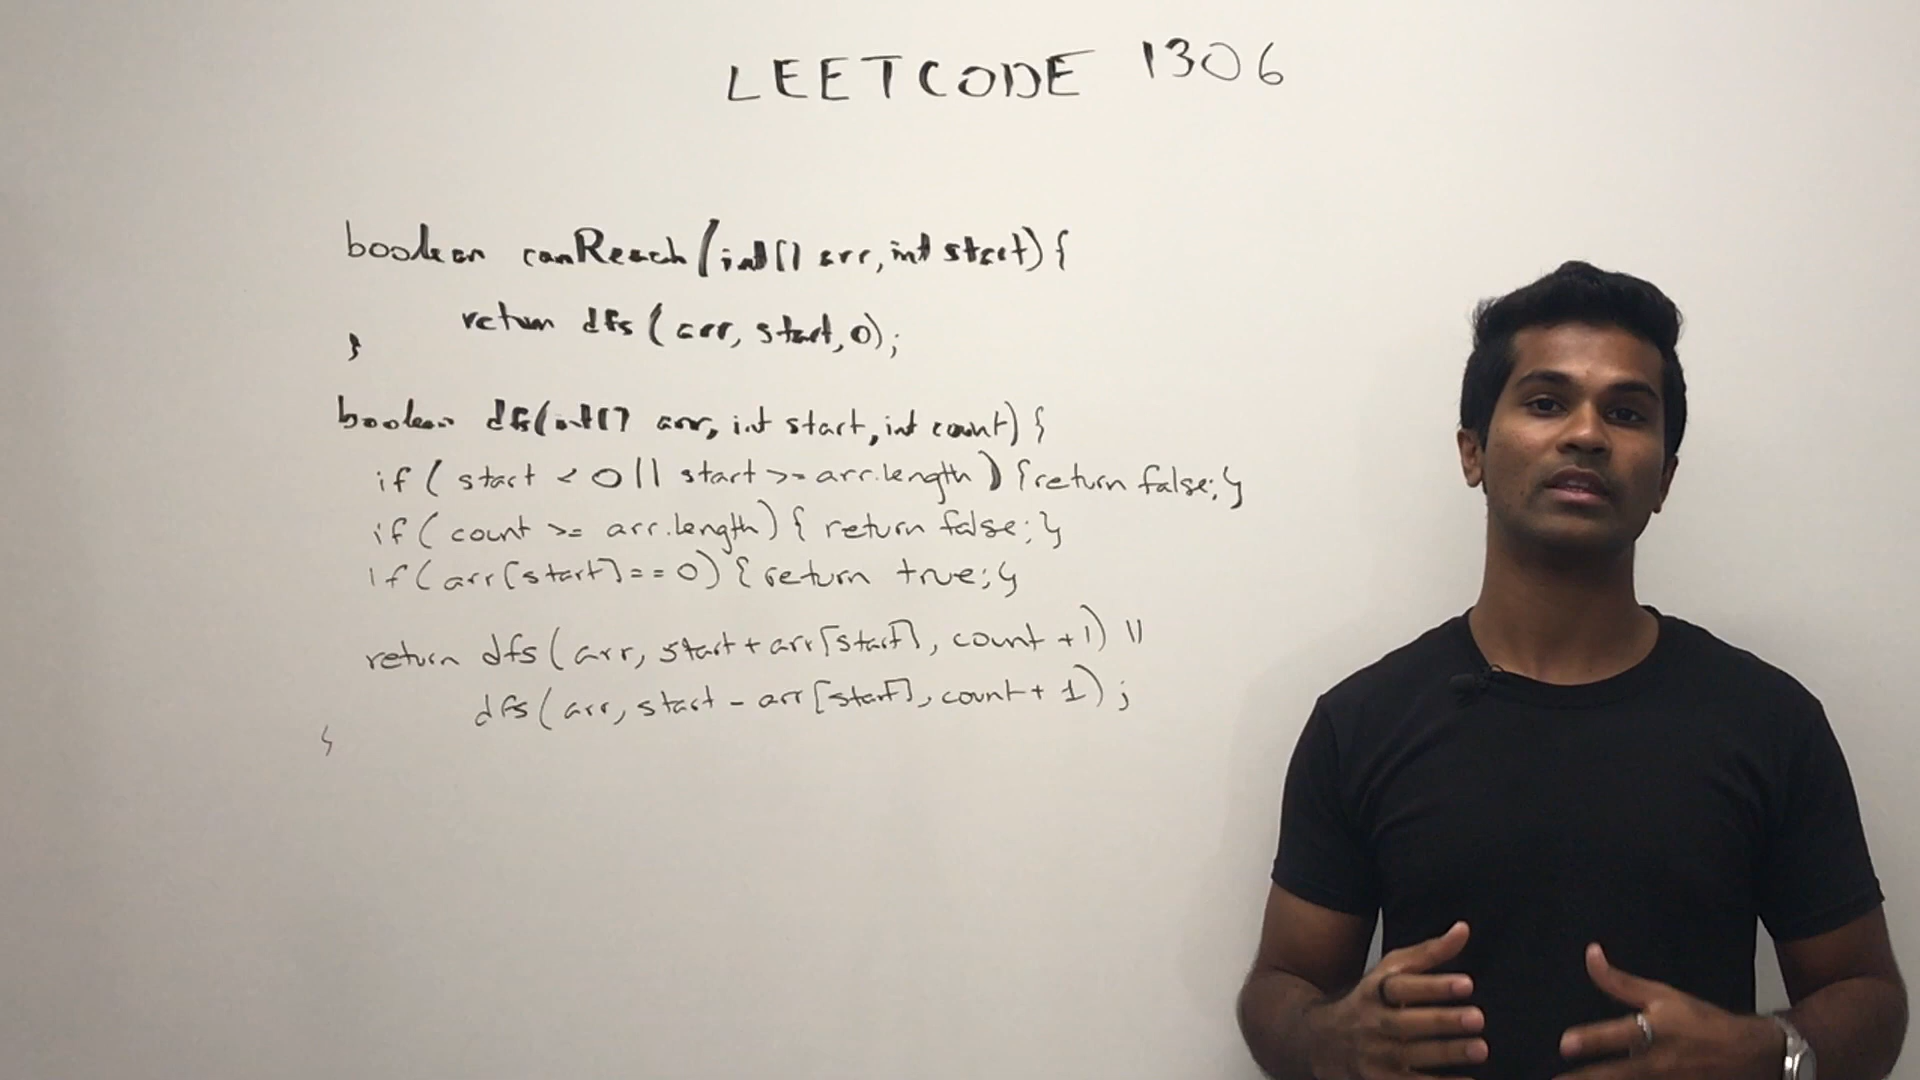 LEETCODE 1306
boolean canReach(int[] arr, int start) {
return dfs (arr, start, 0);
}
boolean dfs(int[] arr, int start, int count) {
if ( start < 0 || start >= arr.length ) {return false;}
if ( count >= arr.length) { return false; }
if (arr[start] == 0) {return true;}
return dfs (arr, start + arr[start], count + 1) ||
dfs (arr, start - arr[start], count + 1) ;
}